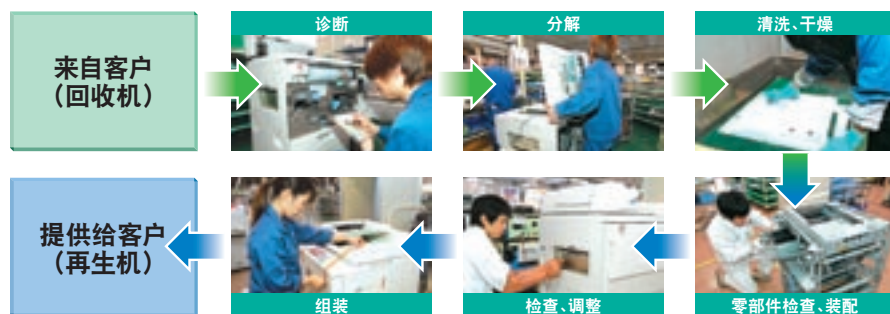 来自客户
（回收机）
诊断
分解
清洗、干燥
零部件检查、装配
检查、调整
组装
提供给客户
（再生机）